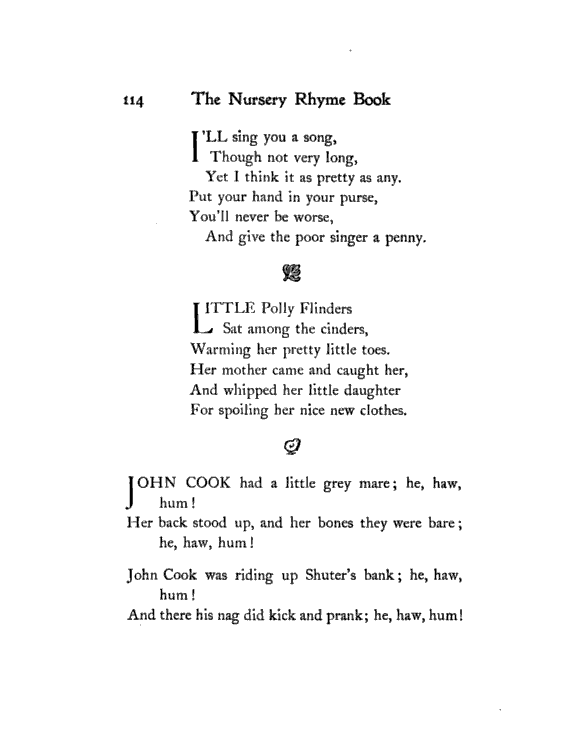 114 The Nursery Rhyme Book
I'LL sing you a song,
Though not very long,
Yet I think it as pretty as any.
Put your hand in your purse,
You'll never be worse,
And give the poor singer a penny.
LITTLE Polly Flinders
Sat among the cinders,
Warming her pretty little toes.
Her mother came and caught her,
And whipped her little daughter
For spoiling her nice new clothes.
JOHN COOK had a little grey mare; he, haw,
hum!
Her back stood up, and her bones they were bare;
he, haw, hum!
John Cook was riding up Shuter's bank; he, haw,
hum!
And there his nag did kick and prank; he, haw, hum!